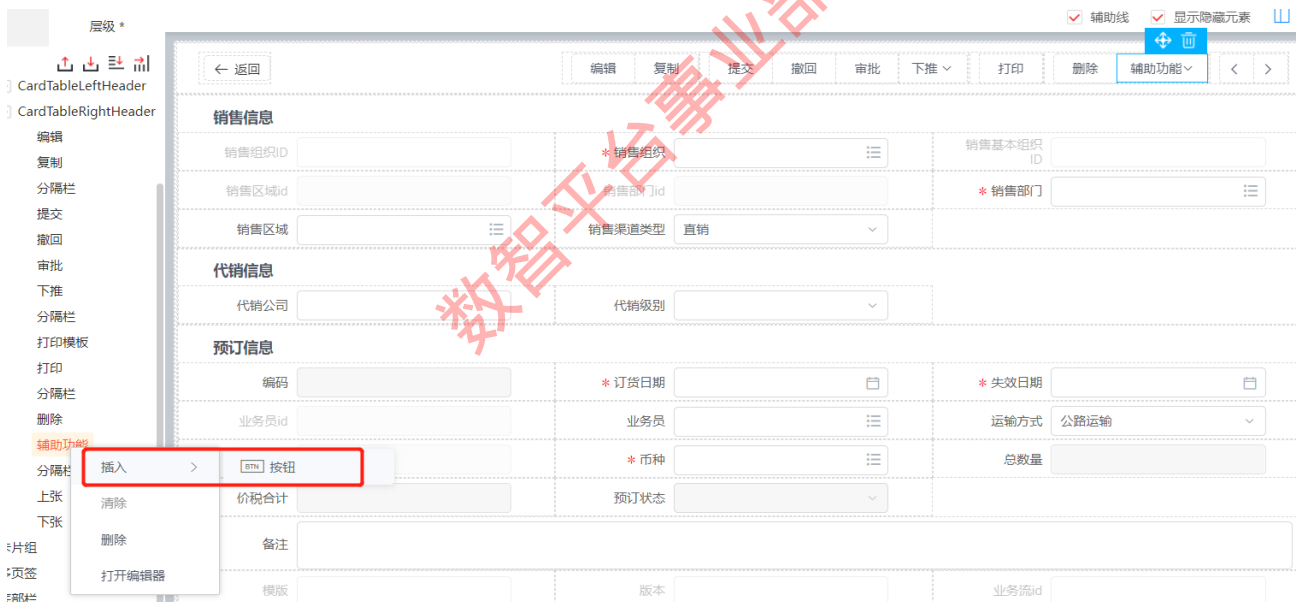 层级 *
辅助线 显示隐藏元素
CardTableLeftHeader
CardTableRightHeader
编辑
复制
分隔栏
提交
撤回
审批
下推
分隔栏
打印模板
打印
分隔栏
删除
辅助功能
分隔栏
上张
下张
卡片组
页签
部栏
插入 > BTN 按钮
清除
删除
打开编辑器
← 返回 编辑 复制 提交 撤回 审批 下推 打印 删除 辅助功能 < >
销售信息
销售组织ID * 销售组织 销售基本组织ID
销售区域id 销售部门id * 销售部门
销售区域 销售渠道类型 直销
代销信息
代销公司 代销级别
预订信息
编码 * 订货日期 * 失效日期
业务员id 业务员 运输方式 公路运输
* 币种 总数量
价税合计 预订状态
备注
模版 版本 业务流id
数智平台事业部